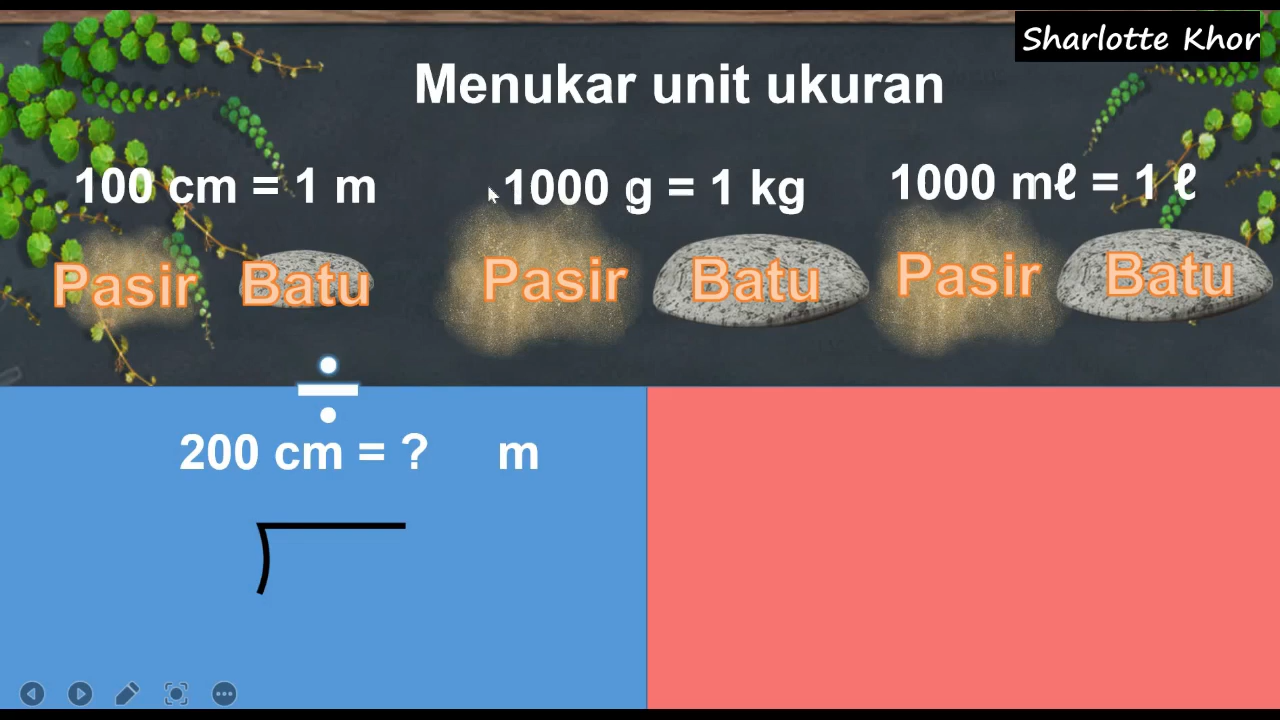 Sharlotte Khor
Menukar unit ukuran
100 cm = 1 m
1000 g = 1 kg
1000 mℓ = 1 ℓ
Pasir Batu
Pasir Batu
Pasir Batu
÷
200 cm = ? m